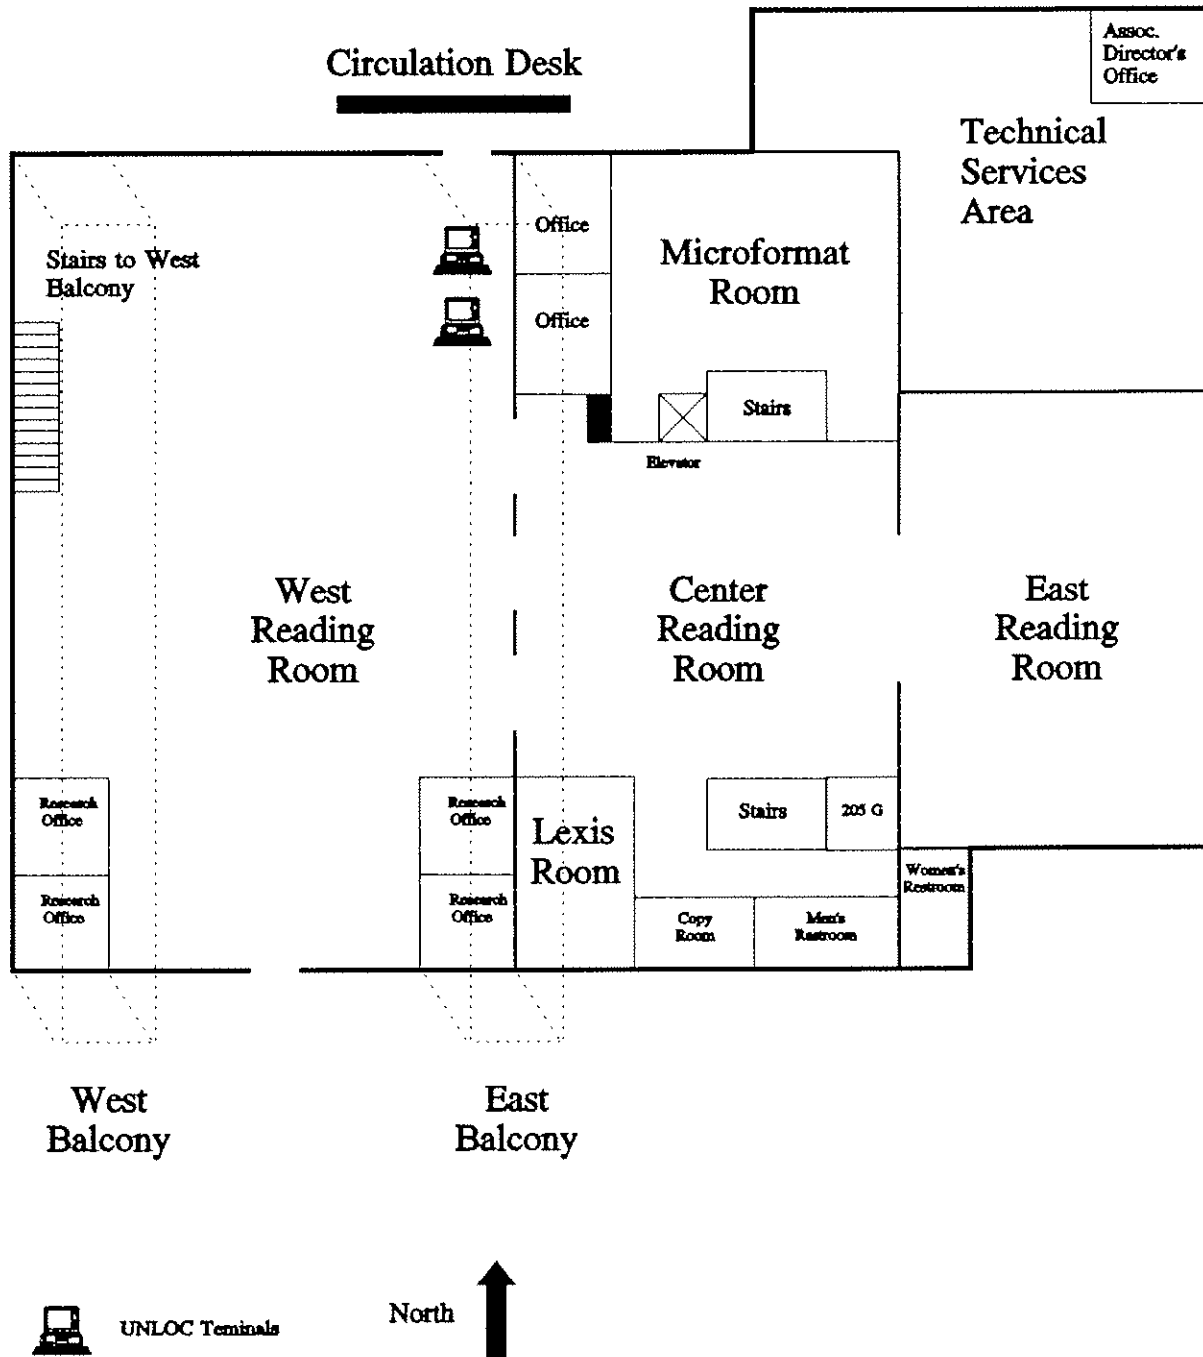 Circulation Desk
Assoc.
Director's
Office
Technical
Services
Area
Office
Microformat
Room
Stairs to West
Balcony
Office
Stairs
Elevator
West
Reading
Room
Center
Reading
Room
East
Reading
Room
Research
Office
Research
Office
Lexis
Room
Stairs
205 G
Research
Office
Research
Office
Copy
Room
Men's
Restroom
Women's
Restroom
West
Balcony
East
Balcony
UNLOC Teminals
North